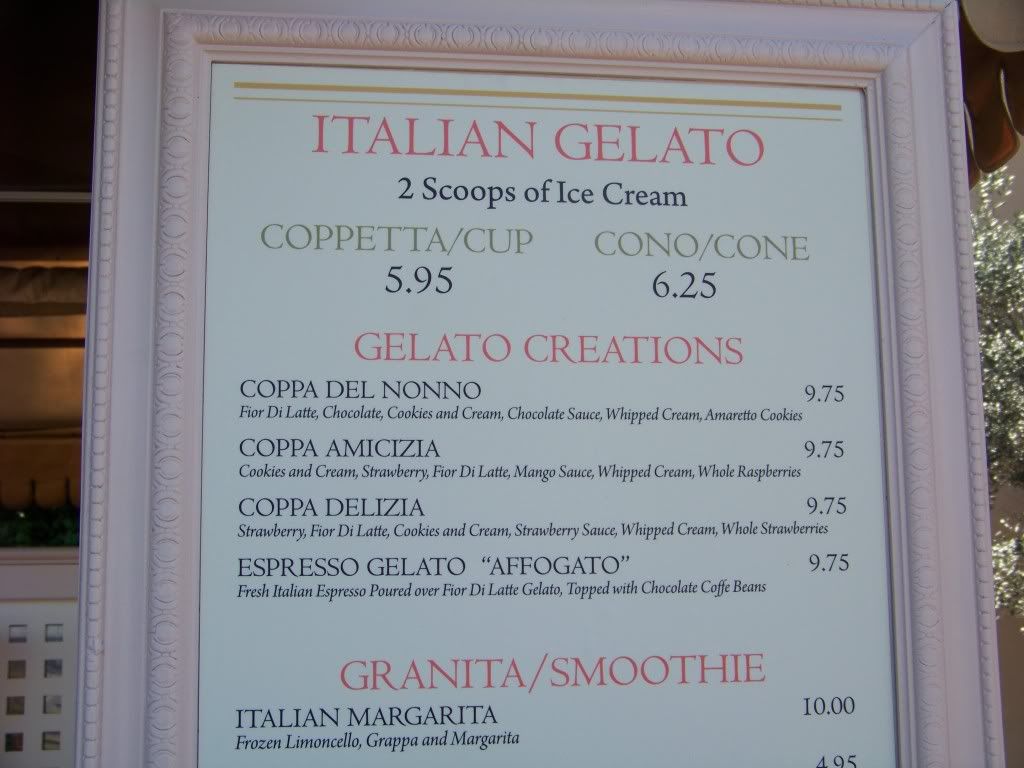 ITALIAN GELATO
2 Scoops of Ice Cream
COPPETTA/CUP CONO/CONE
5.95 6.25
GELATO CREATIONS
COPPA DEL NONNO 9.75
Fior Di Latte, Chocolate, Cookies and Cream, Chocolate Sauce, Whipped Cream, Amaretto Cookies
COPPA AMICIZIA 9.75
Cookies and Cream, Strawberry, Fior Di Latte, Mango Sauce, Whipped Cream, Whole Raspberries
COPPA DELIZIA 9.75
Strawberry, Fior Di Latte, Cookies and Cream, Strawberry Sauce, Whipped Cream, Whole Strawberries
ESPRESSO GELATO “AFFOGATO” 9.75
Fresh Italian Espresso Poured over Fior Di Latte Gelato, Topped with Chocolate Coffe Beans
GRANITA/SMOOTHIE
ITALIAN MARGARITA 10.00
Frozen Limoncello, Grappa and Margarita
4.95